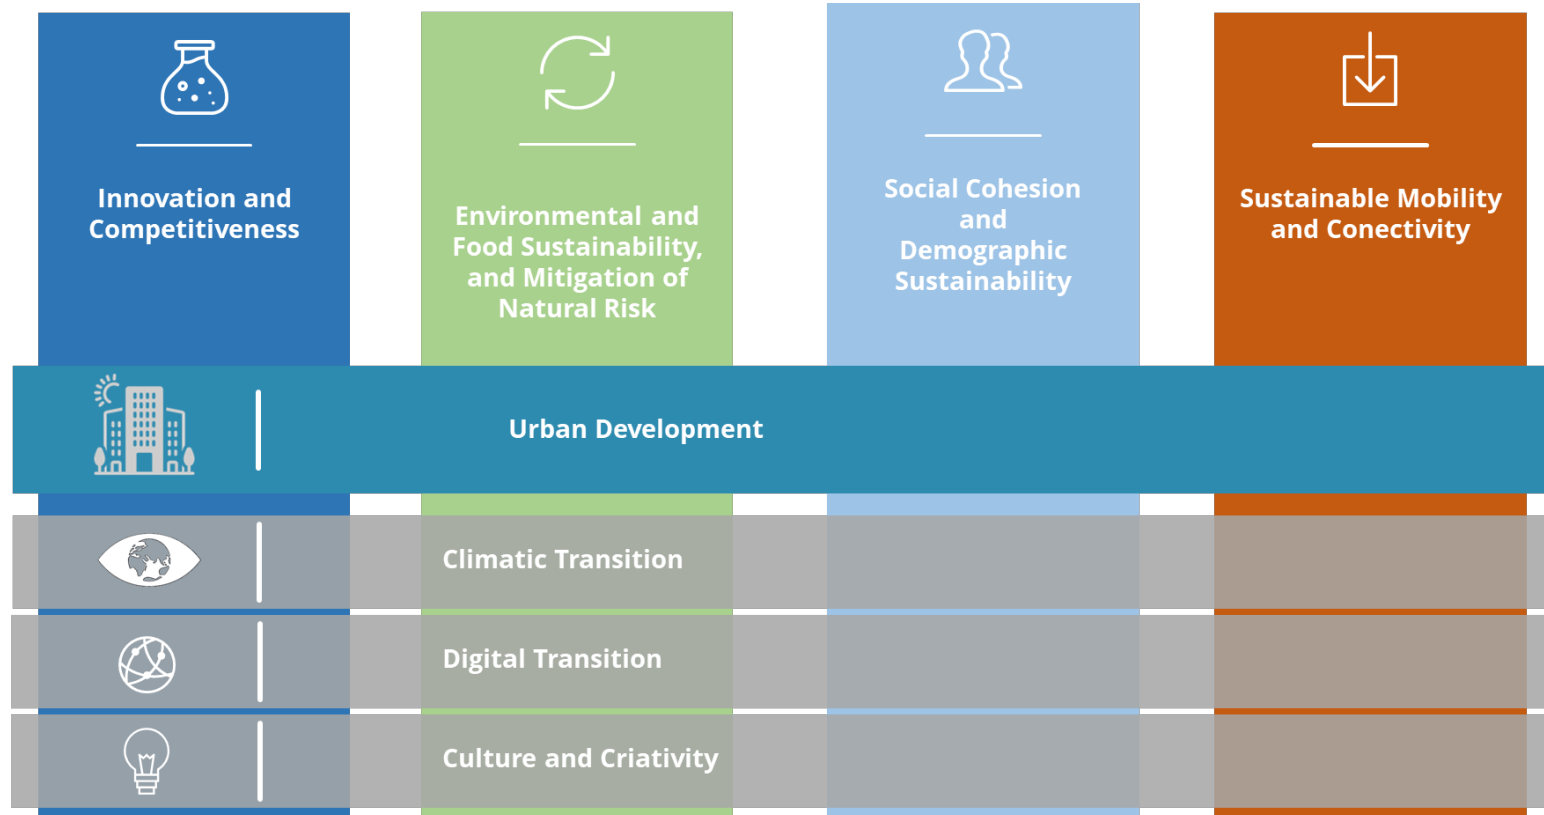 Innovation and
Competitiveness
Environmental and
Food Sustainability,
and Mitigation of
Natural Risk
Social Cohesion
and
Demographic
Sustainability
Sustainable Mobility
and Conectivity
Urban Development
Climatic Transition
Digital Transition
Culture and Criativity